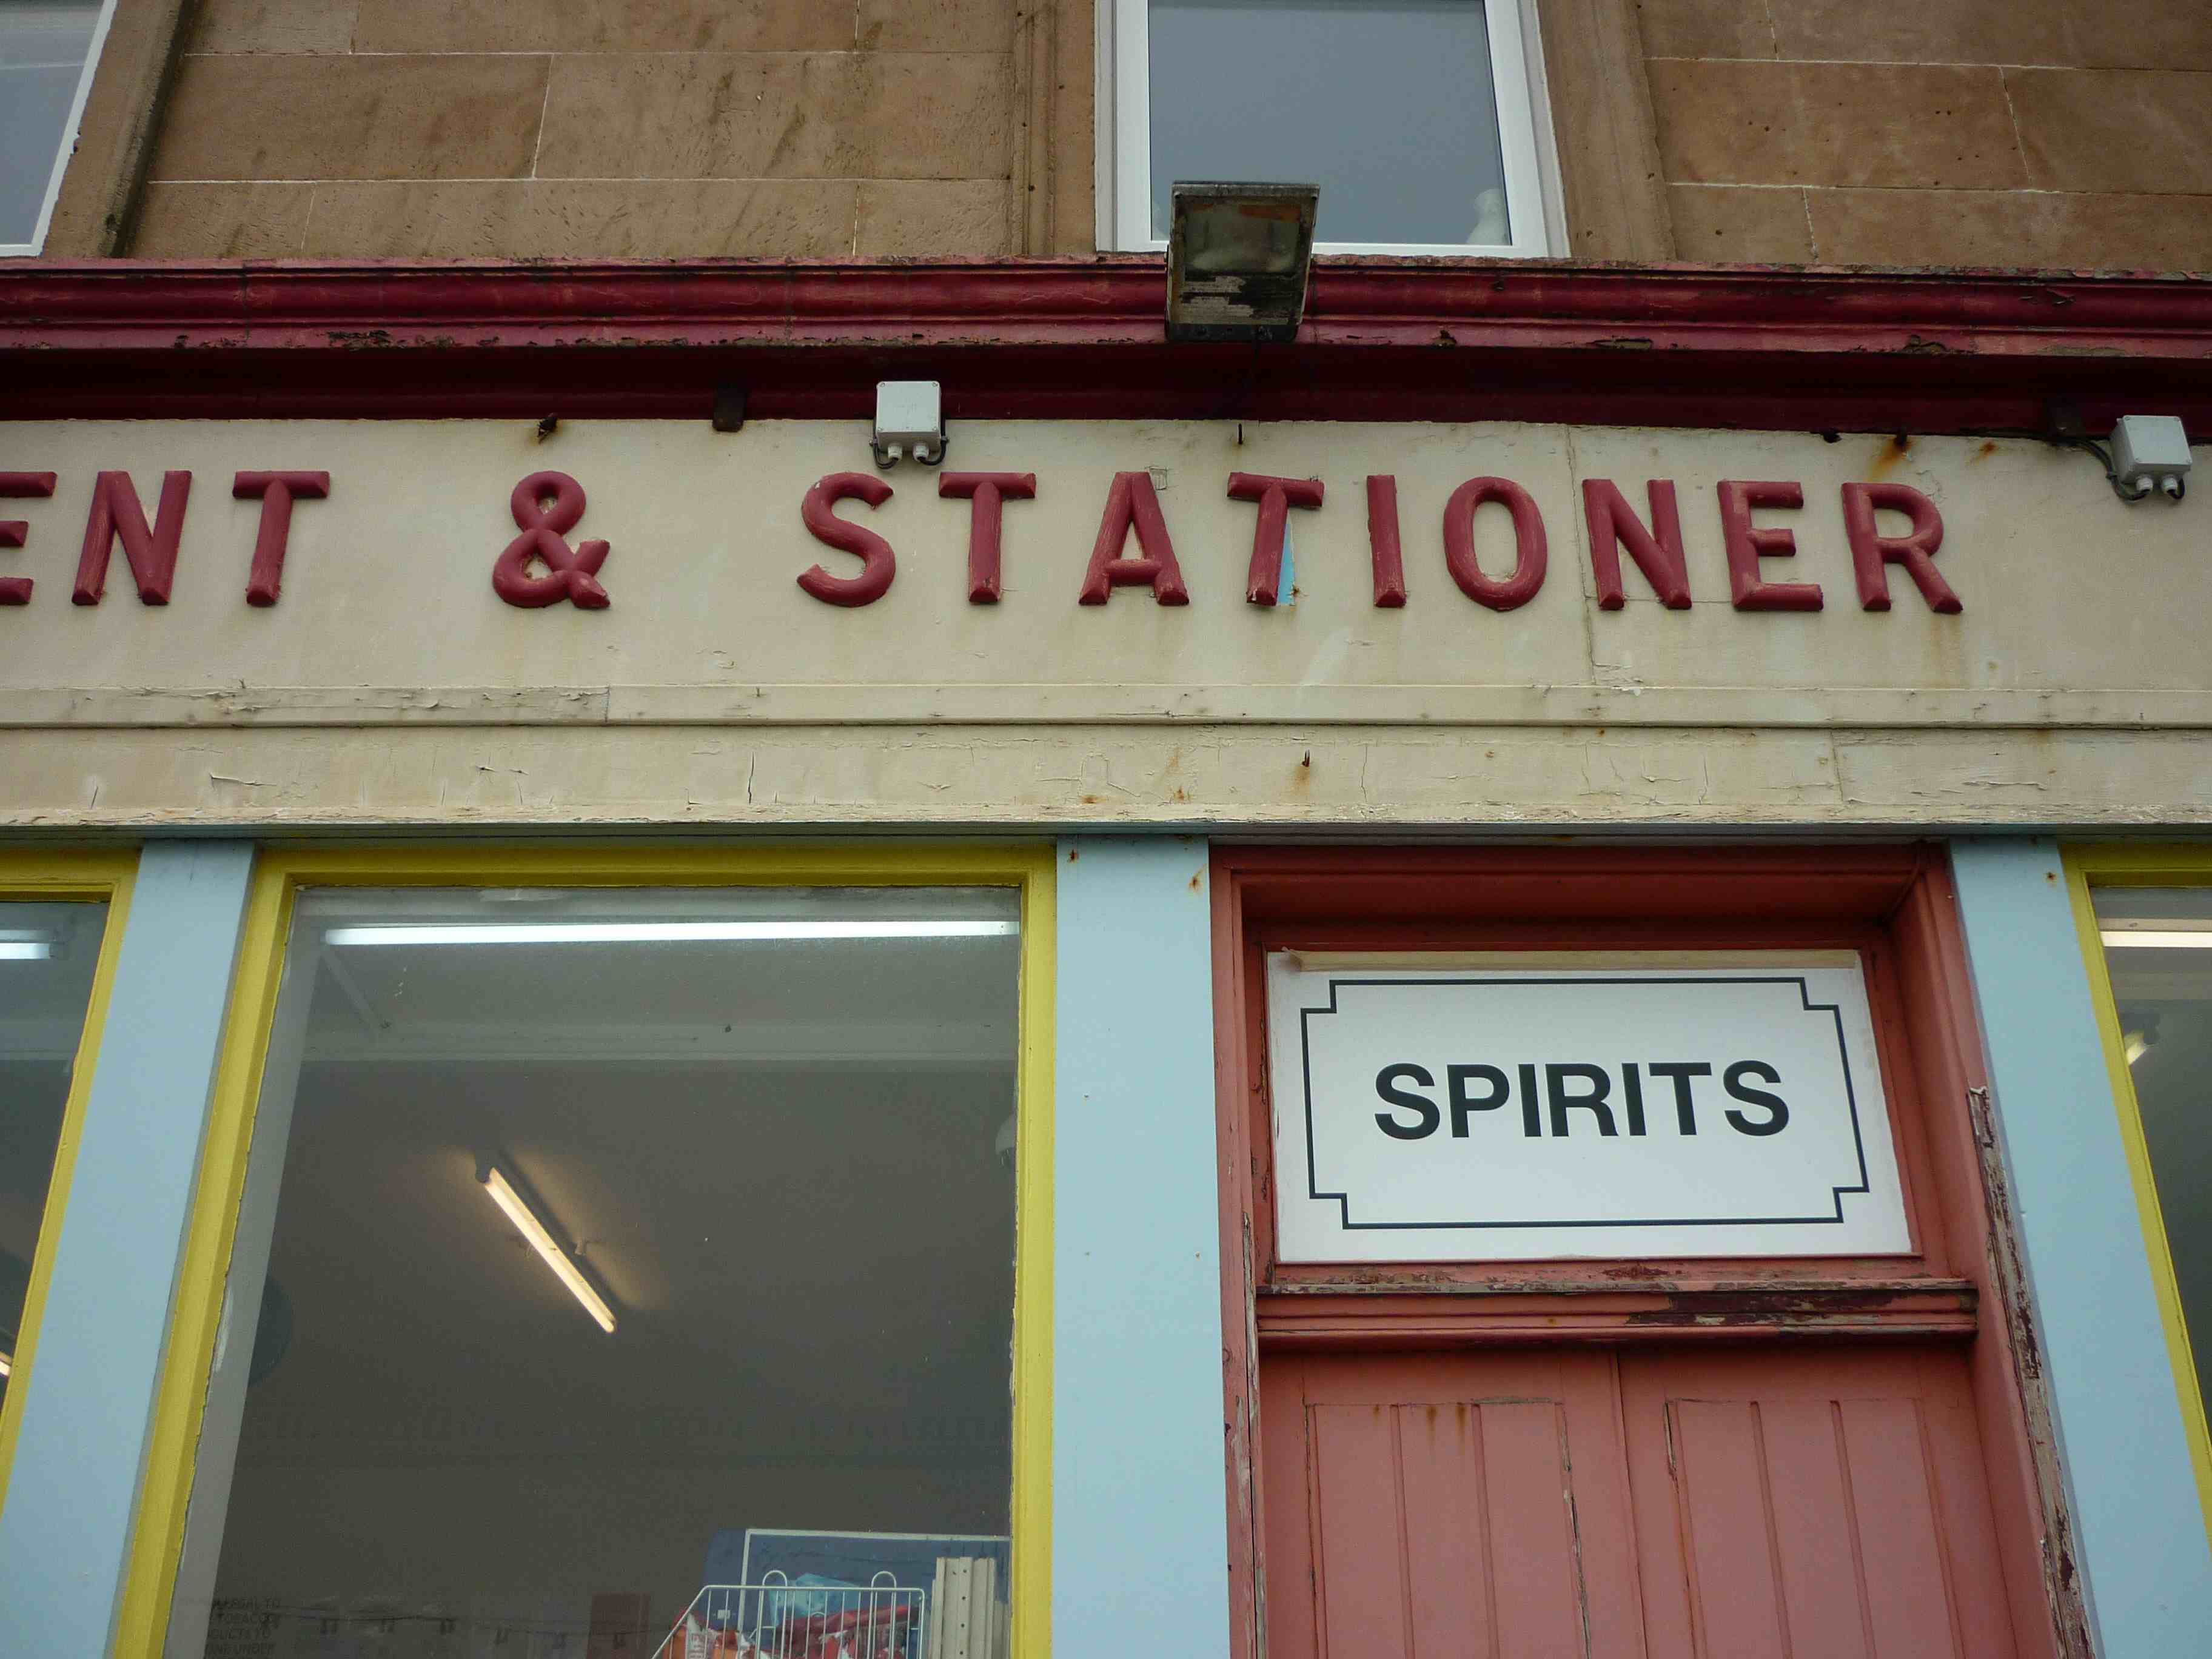 ENT & STATIONER
SPIRITS